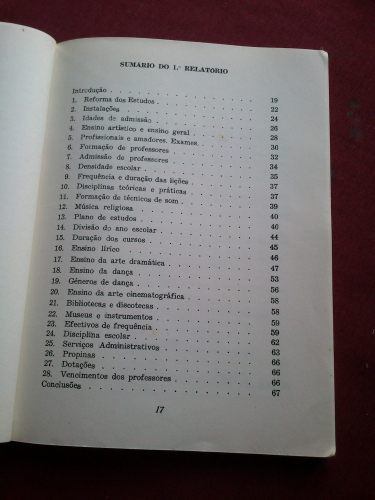 SUMÁRIO DO 1.º RELATÓRIO
Introdução 19
1. Reforma dos Estudos 19
2. Instalações 22
3. Idades de admissão 24
4. Ensino artístico e ensino geral 26
5. Profissionais e amadores. Exames 28
6. Formação de professores 30
7. Admissão de professores 32
8. Densidade escolar 34
9. Frequência e duração das lições 35
10. Disciplinas teóricas e práticas 37
11. Formação de técnicos de som 37
12. Música religiosa 39
13. Plano de estudos 40
14. Divisão do ano escolar 40
15. Duração dos cursos 44
16. Ensino lírico 45
17. Ensino da arte dramática 46
18. Ensino da dança 47
19. Géneros de dança 53
20. Ensino da arte cinematográfica 56
21. Bibliotecas e discotecas 58
22. Museus e instrumentos 58
23. Efectivos de frequência 59
24. Disciplina escolar 59
25. Serviços Administrativos 62
26. Propinas 63
27. Dotações 66
28. Vencimentos dos professores 66
Conclusões 67
17